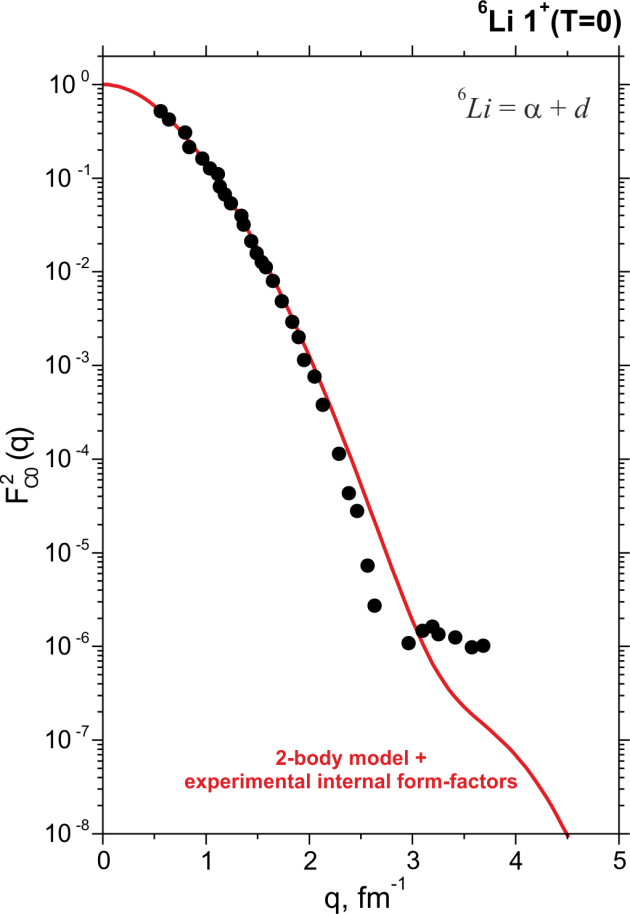 ⁶Li 1⁺(T=0)
⁶Li = α + d
10⁰
10⁻¹
10⁻²
10⁻³
10⁻⁴
10⁻⁵
10⁻⁶
10⁻⁷
10⁻⁸
F²C0(q)
2-body model +
experimental internal form-factors
0 1 2 3 4 5
q, fm⁻¹